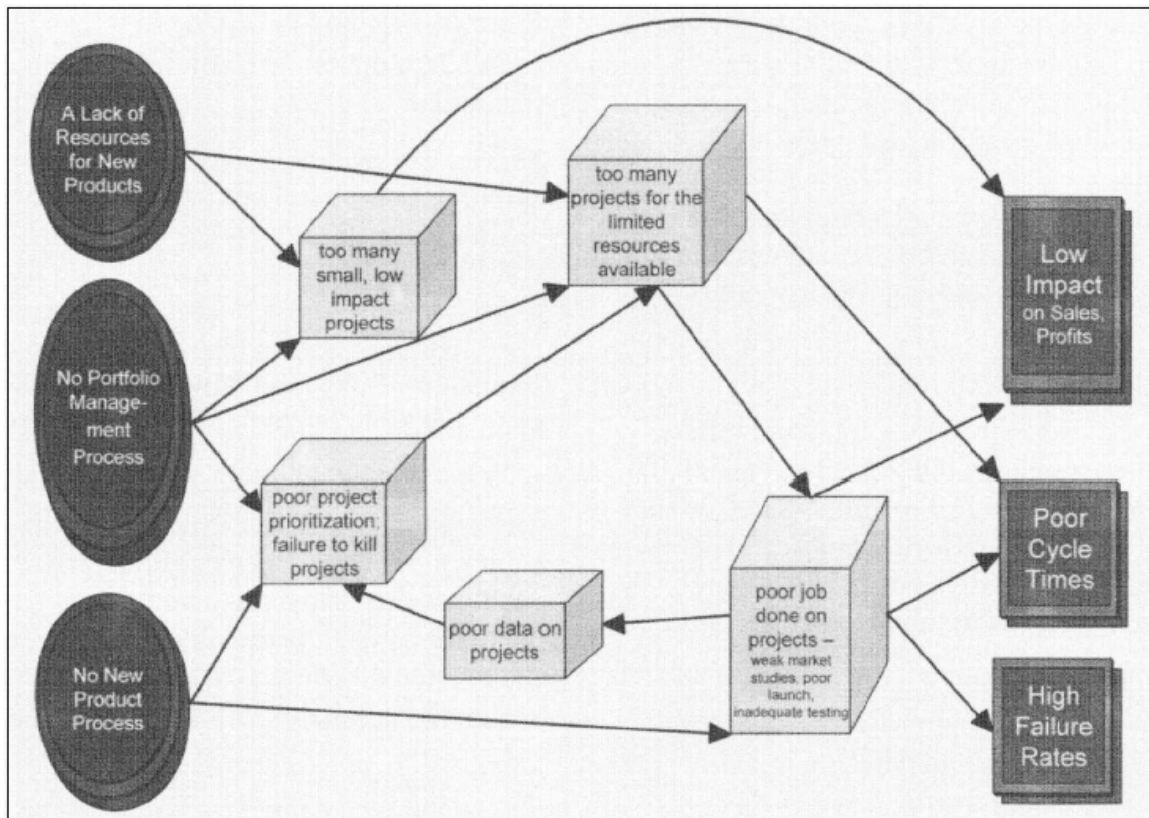 A Lack of
Resources
for New
Products
too many
projects for the
limited
resources
available
too many
small, low
impact
projects
Low
Impact
on Sales,
Profits
No Portfolio
Manage-
ment
Process
poor project
prioritization;
failure to kill
projects
Poor
Cycle
Times
poor job
done on
projects –
weak market
studies, poor
launch,
inadequate testing
poor data on
projects
No New
Product
Process
High
Failure
Rates